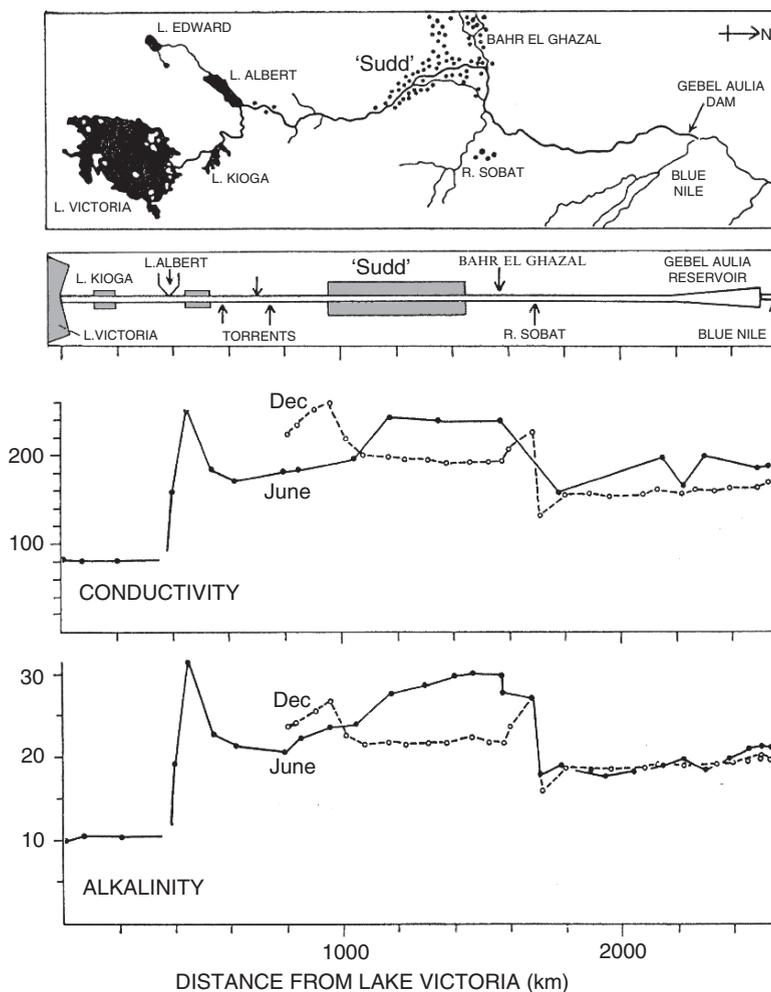 L. EDWARD
BAHR EL GHAZAL
N
'Sudd'
L. ALBERT
GEBEL AULIA
DAM
L. KIOGA
R. SOBAT
BLUE
NILE
L. VICTORIA
'Sudd'
BAHR EL GHAZAL
GEBEL AULIA
RESERVOIR
L. KIOGA
L.ALBERT
L.VICTORIA
TORRENTS
R. SOBAT
BLUE NILE
Dec
200
June
100
CONDUCTIVITY
30
Dec
20
June
10
ALKALINITY
1000
2000
DISTANCE FROM LAKE VICTORIA (km)